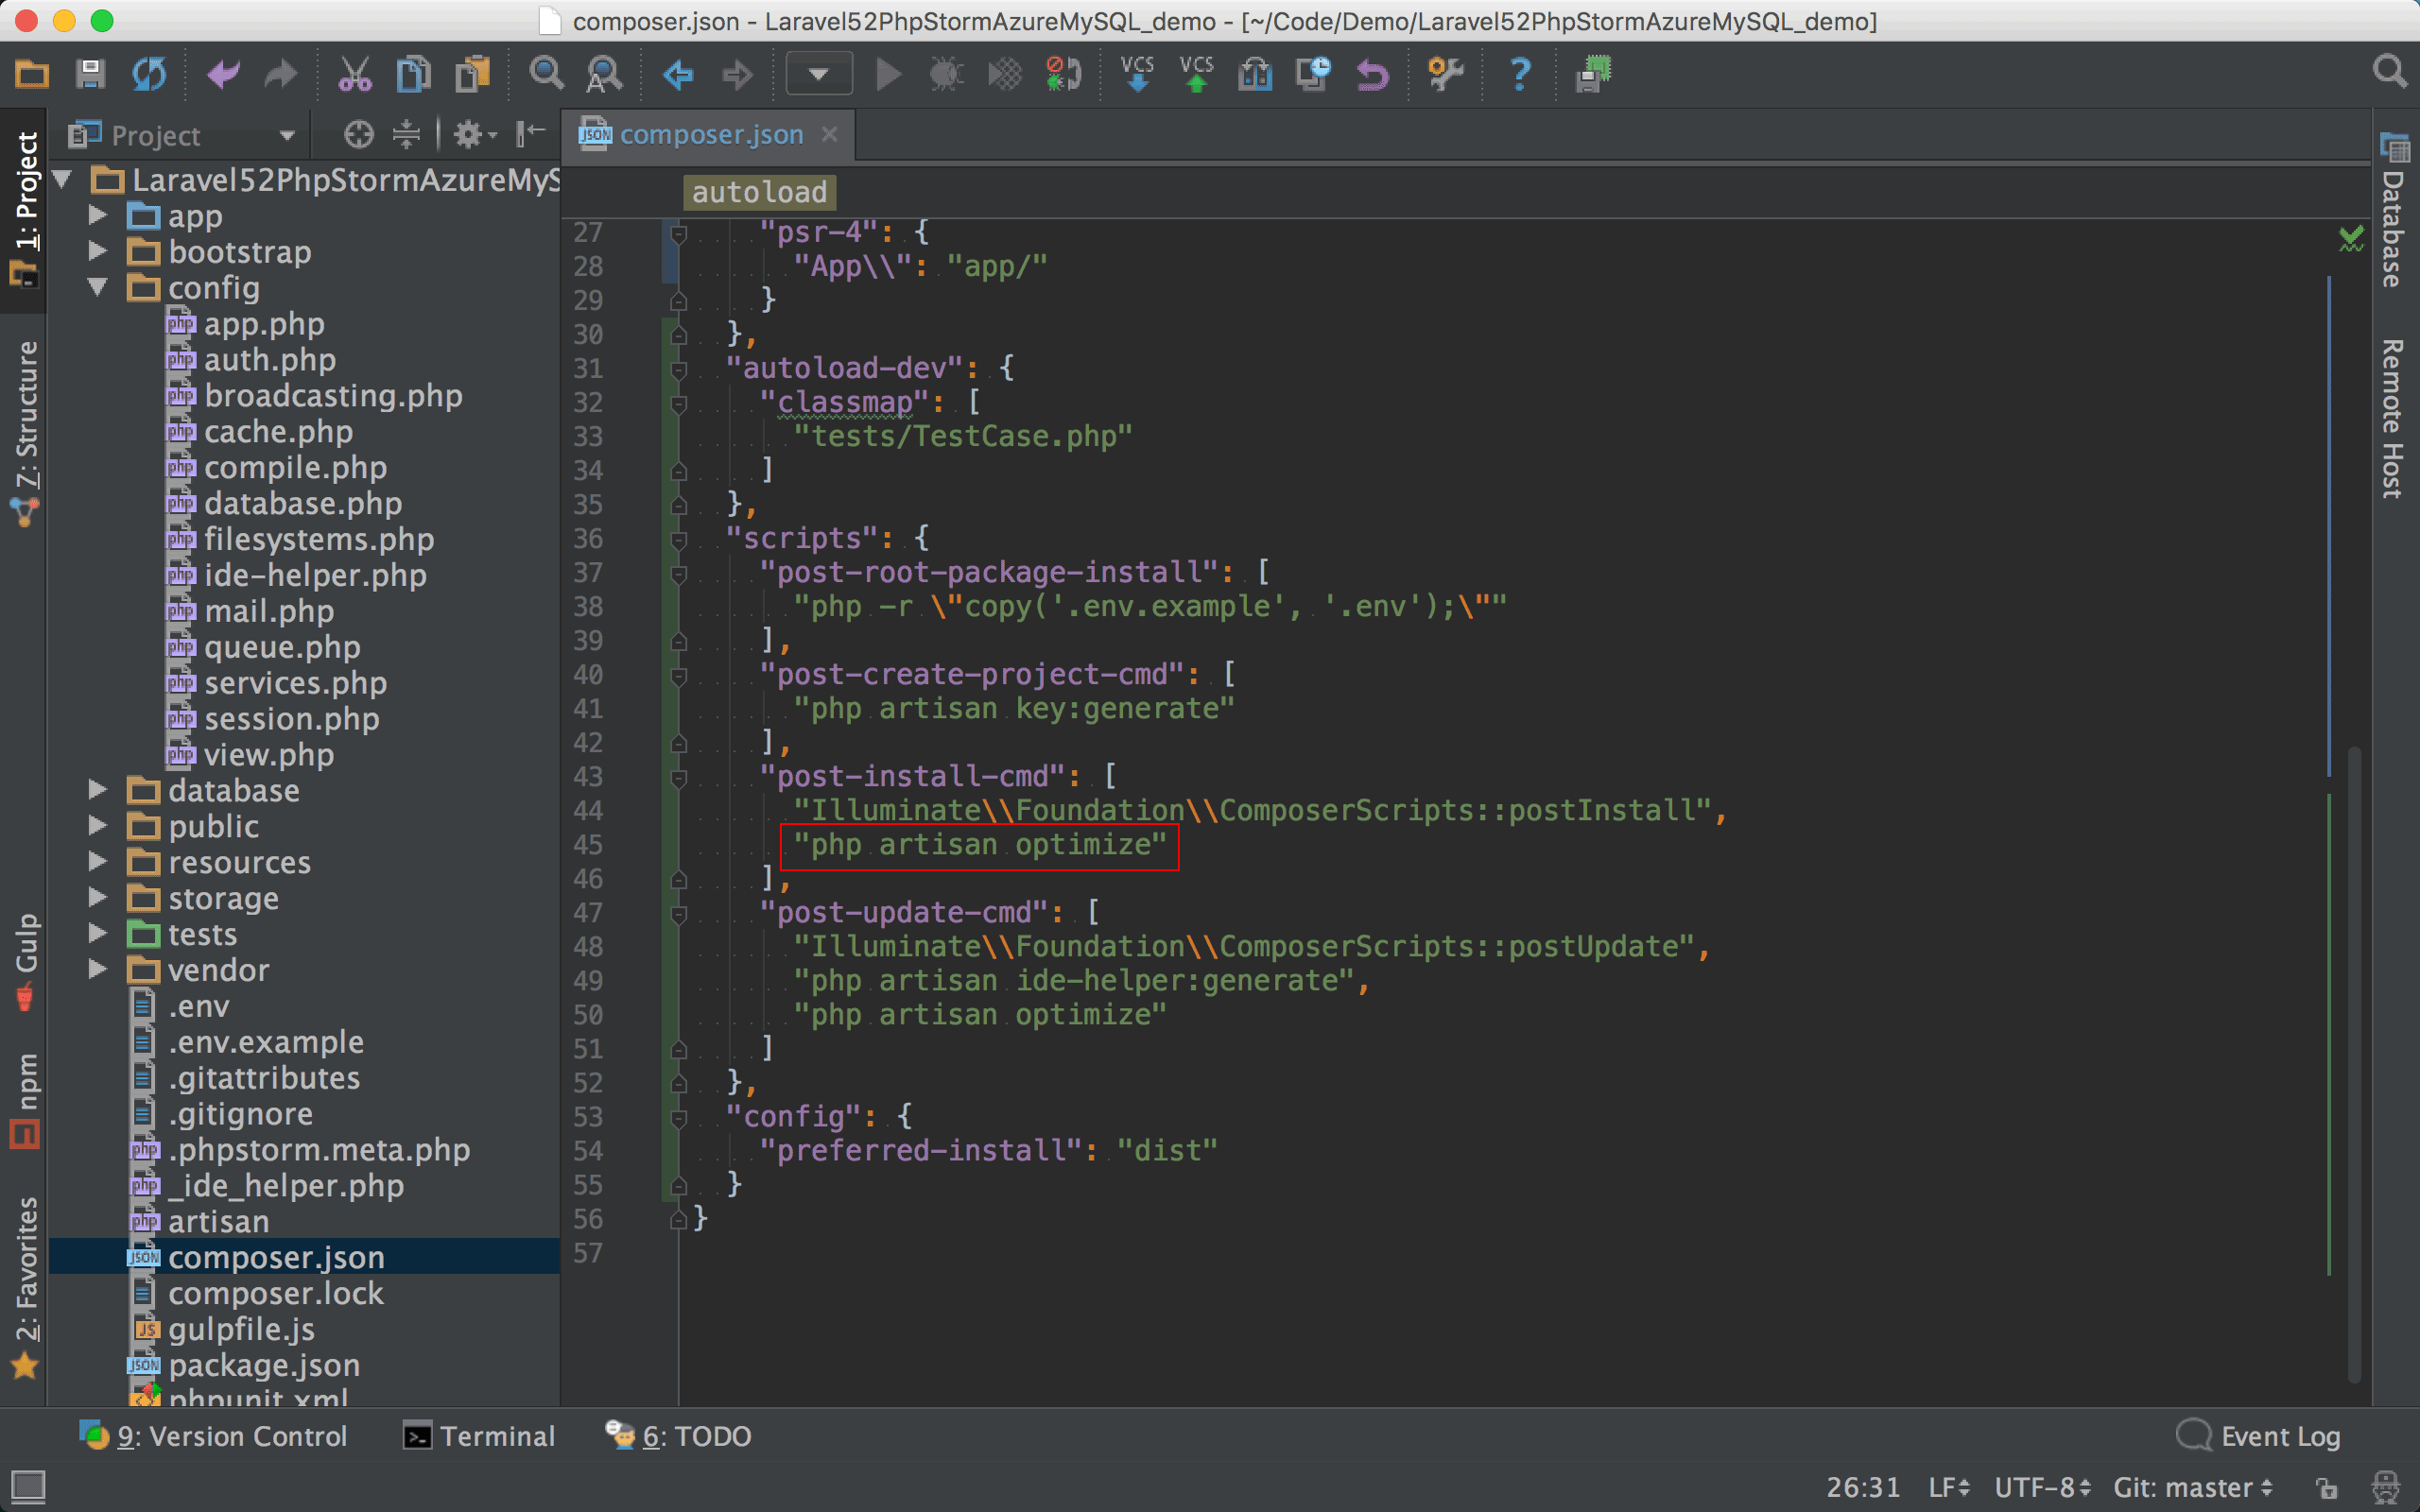 composer.json - Laravel52PhpStormAzureMySQL_demo - [~/Code/Demo/Laravel52PhpStormAzureMySQL_demo]
VCS
VCS
1: Project
7: Structure
Gulp
npm
2: Favorites
Project
Laravel52PhpStormAzureMyS
app
bootstrap
config
app.php
auth.php
broadcasting.php
cache.php
compile.php
database.php
filesystems.php
ide-helper.php
mail.php
queue.php
services.php
session.php
view.php
database
public
resources
storage
tests
vendor
.env
.env.example
.gitattributes
.gitignore
.phpstorm.meta.php
_ide_helper.php
artisan
composer.json
composer.lock
gulpfile.js
package.json
phpunit.xml
composer.json
autoload
27 "psr-4": {
28 "App\\": "app/"
29 }
30 },
31 "autoload-dev": {
32 "classmap": [
33 "tests/TestCase.php"
34 ]
35 },
36 "scripts": {
37 "post-root-package-install": [
38 "php -r \"copy('.env.example', '.env');\""
39 ],
40 "post-create-project-cmd": [
41 "php artisan key:generate"
42 ],
43 "post-install-cmd": [
44 "Illuminate\\Foundation\\ComposerScripts::postInstall",
45 "php artisan optimize"
46 ],
47 "post-update-cmd": [
48 "Illuminate\\Foundation\\ComposerScripts::postUpdate",
49 "php artisan ide-helper:generate",
50 "php artisan optimize"
51 ]
52 },
53 "config": {
54 "preferred-install": "dist"
55 }
56 }
57
Database
Remote Host
9: Version Control
Terminal
6: TODO
Event Log
26:31 LF UTF-8 Git: master